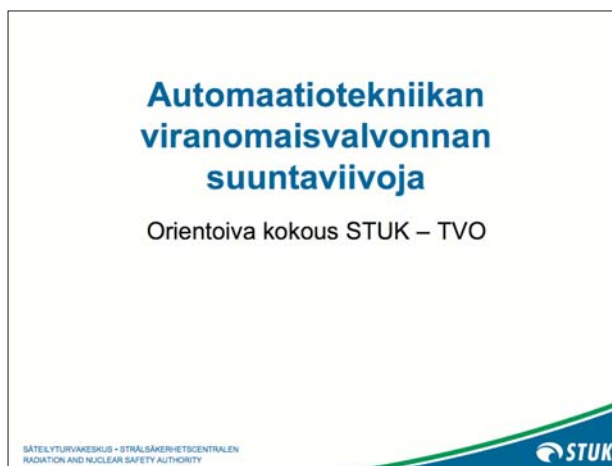 Automaatiotekniikan
viranomaisvalvonnan
suuntaviivoja
Orientoiva kokous STUK – TVO
SÄTEILYTURVAKESKUS • STRÅLSÄKERHETSCENTRALEN
RADIATION AND NUCLEAR SAFETY AUTHORITY
STUK